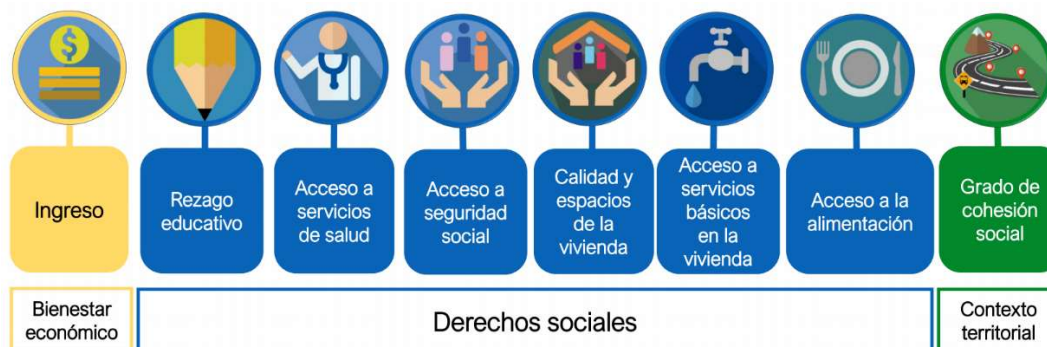 $
Ingreso
Rezago
educativo
Acceso a
servicios
de salud
Acceso a
seguridad
social
Calidad y
espacios
de la
vivienda
Acceso a
servicios
básicos
en la
vivienda
Acceso a la
alimentación
Grado de
cohesión
social
Bienestar
económico
Derechos sociales
Contexto
territorial